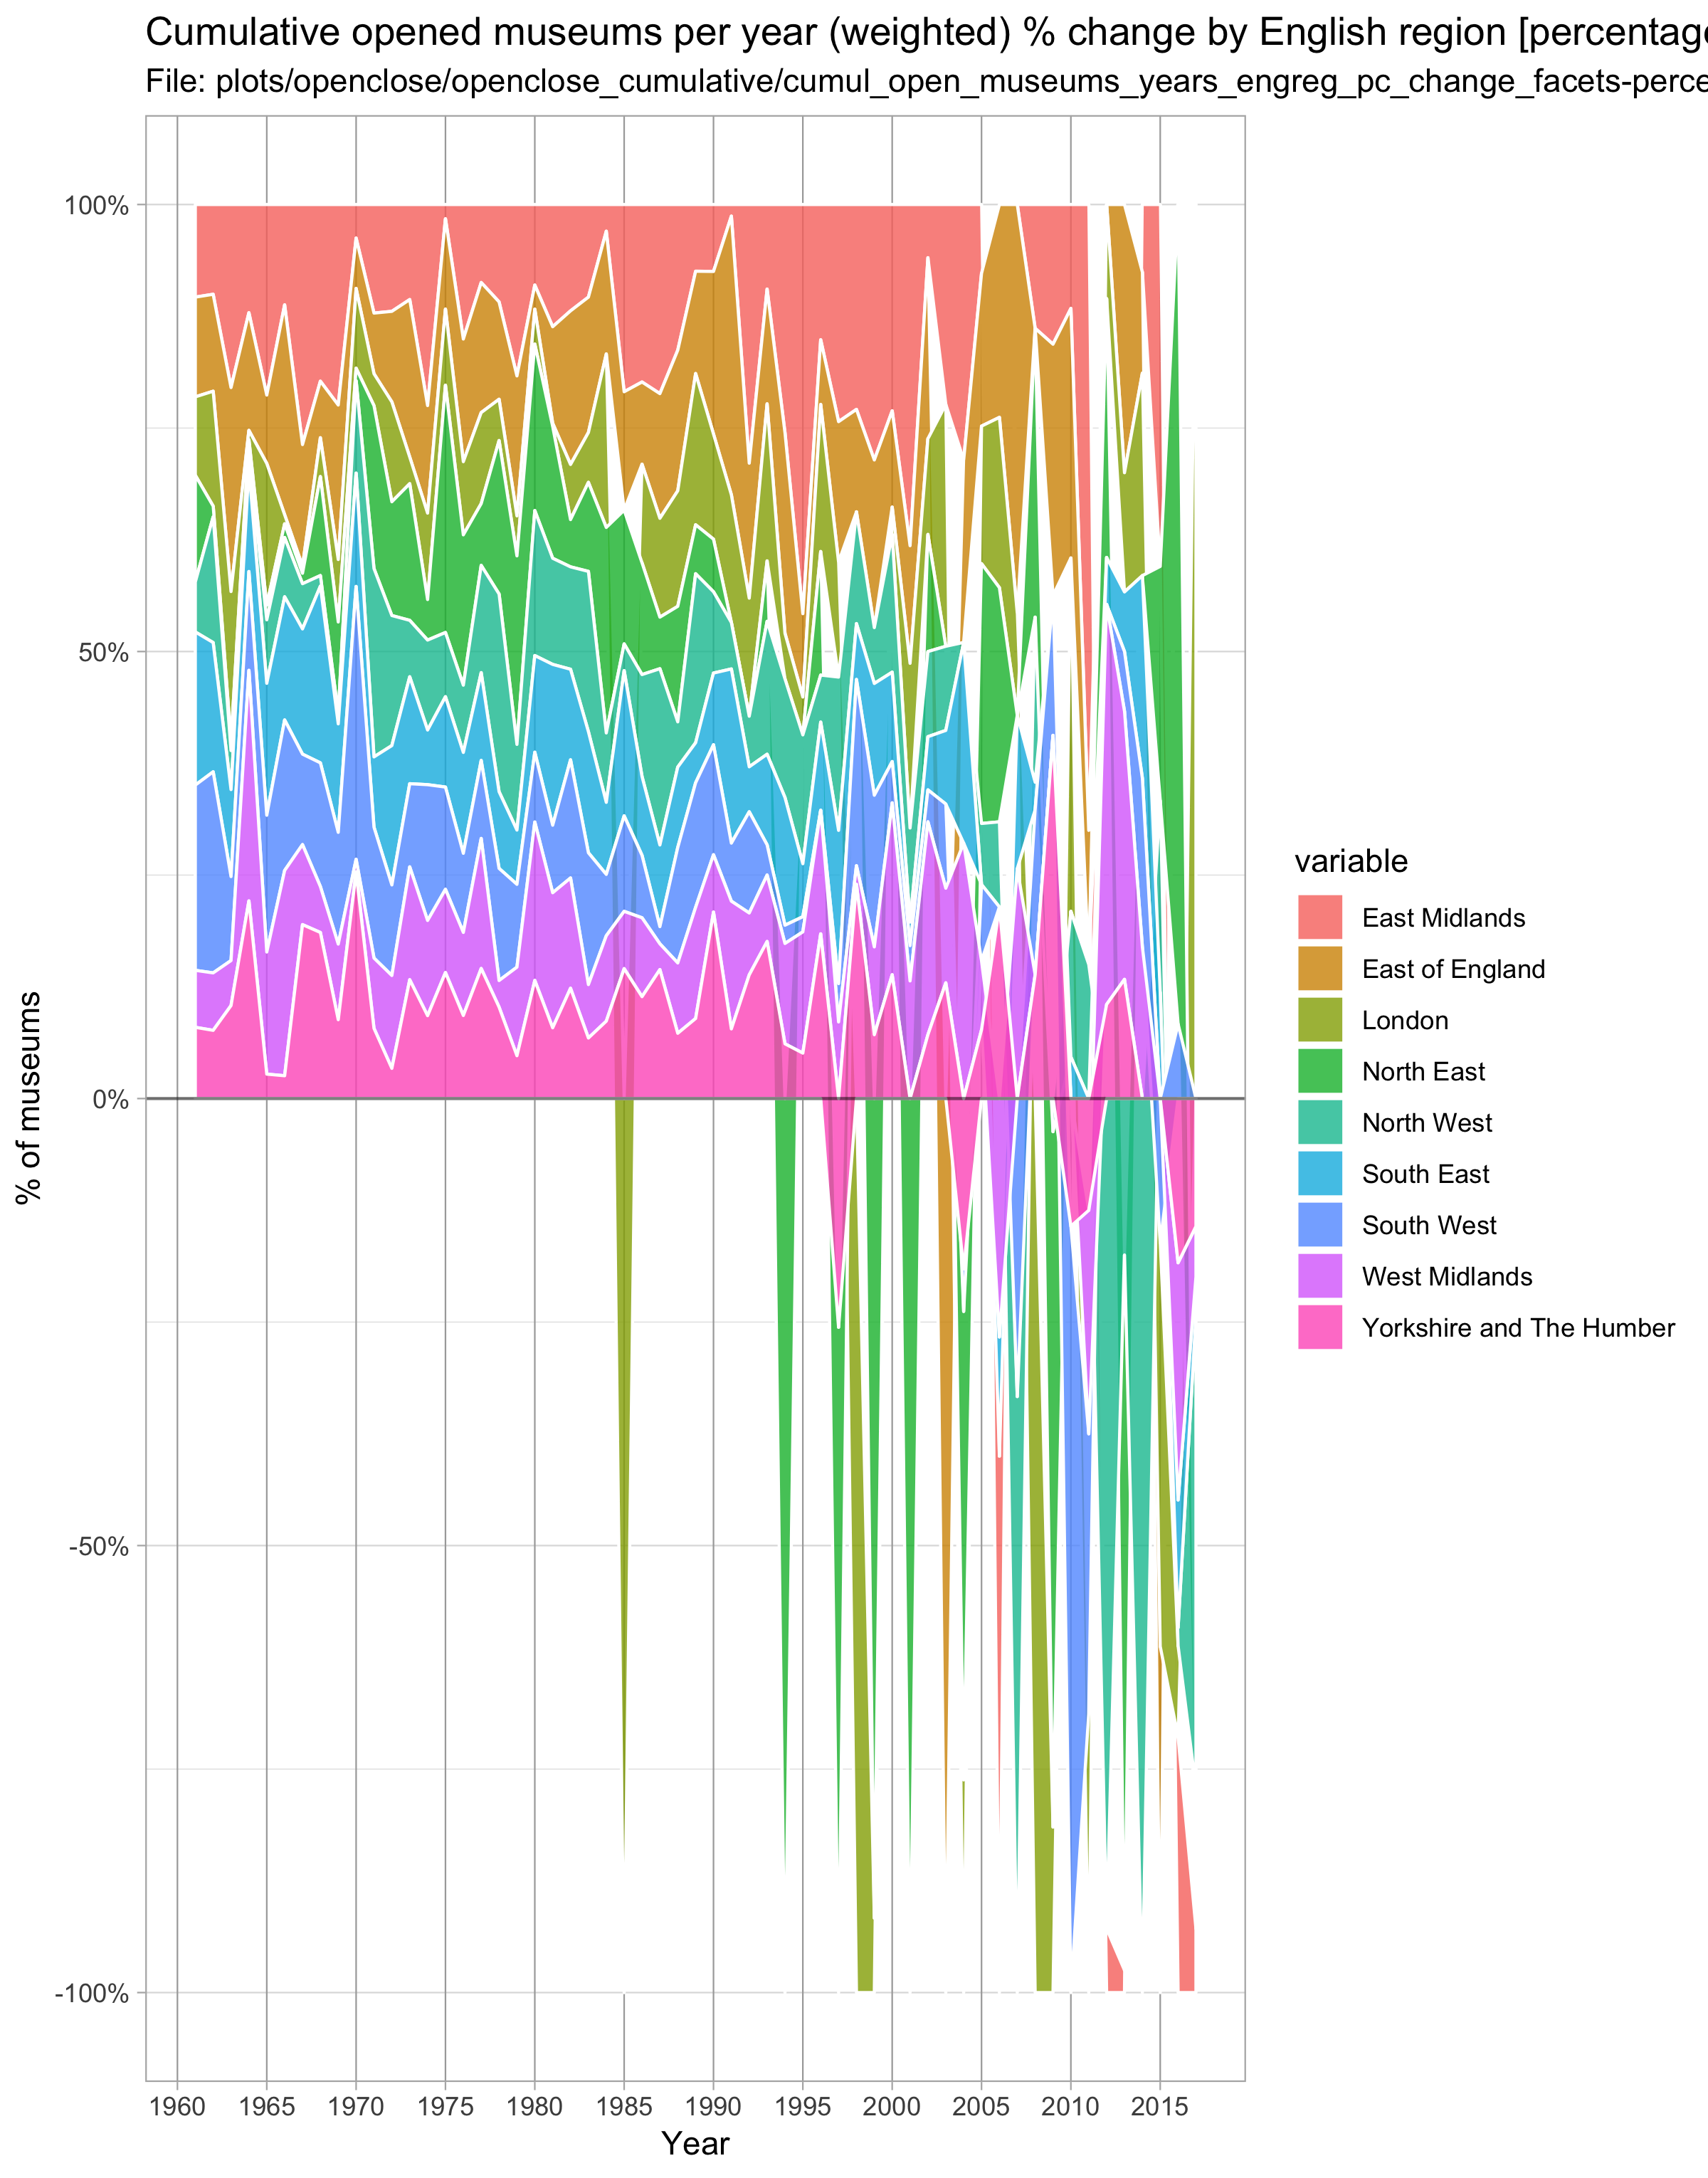 Cumulative opened museums per year (weighted) % change by English region [percentage
File: plots/openclose/openclose_cumulative/cumul_open_museums_years_engreg_pc_change_facets-perce
100%
50%
0%
-50%
-100%
% of museums
1960 1965 1970 1975 1980 1985 1990 1995 2000 2005 2010 2015
Year
variable
East Midlands
East of England
London
North East
North West
South East
South West
West Midlands
Yorkshire and The Humber